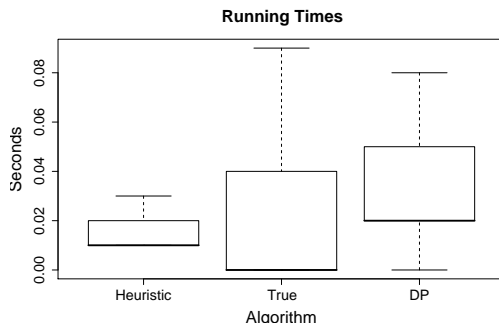 Running Times
Seconds
0.08
0.06
0.04
0.02
0.00
Heuristic True DP
Algorithm